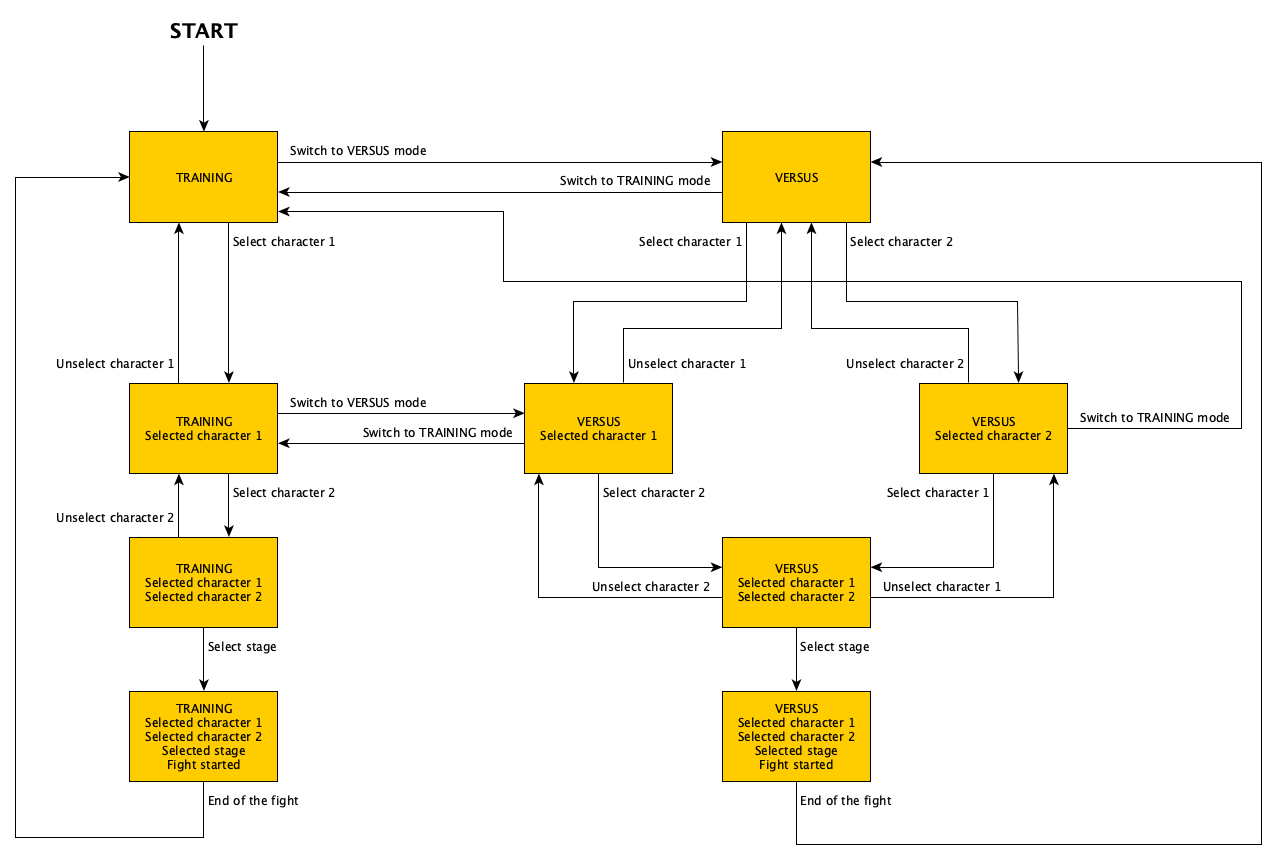 START
Switch to VERSUS mode
TRAINING
VERSUS
Switch to TRAINING mode
Select character 1
Select character 1
Select character 2
Unselect character 1
Unselect character 1
Unselect character 2
Switch to VERSUS mode
TRAINING
Selected character 1
VERSUS
Selected character 1
VERSUS
Selected character 2
Switch to TRAINING mode
Switch to TRAINING mode
Select character 2
Select character 2
Select character 1
Unselect character 2
TRAINING
Selected character 1
Selected character 2
Unselect character 2
VERSUS
Selected character 1
Selected character 2
Unselect character 1
Select stage
Select stage
TRAINING
Selected character 1
Selected character 2
Selected stage
Fight started
VERSUS
Selected character 1
Selected character 2
Selected stage
Fight started
End of the fight
End of the fight